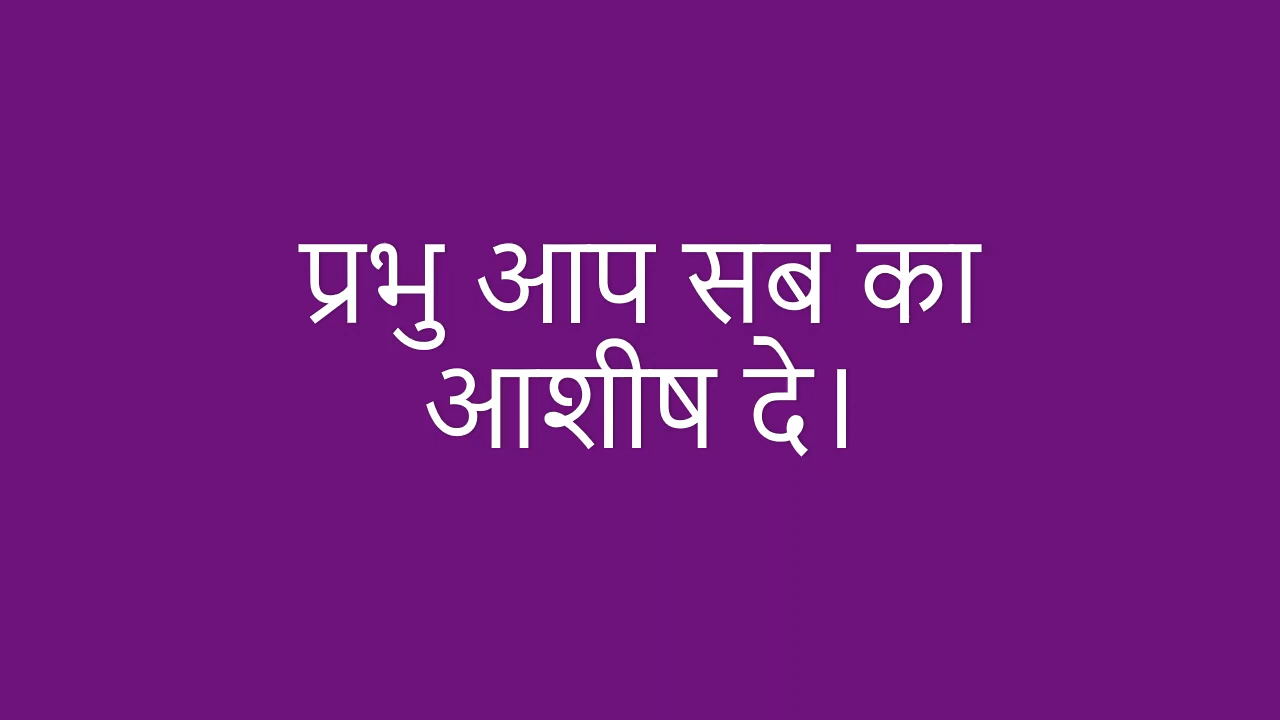 प्रभु आप सब का
आशीष दे।